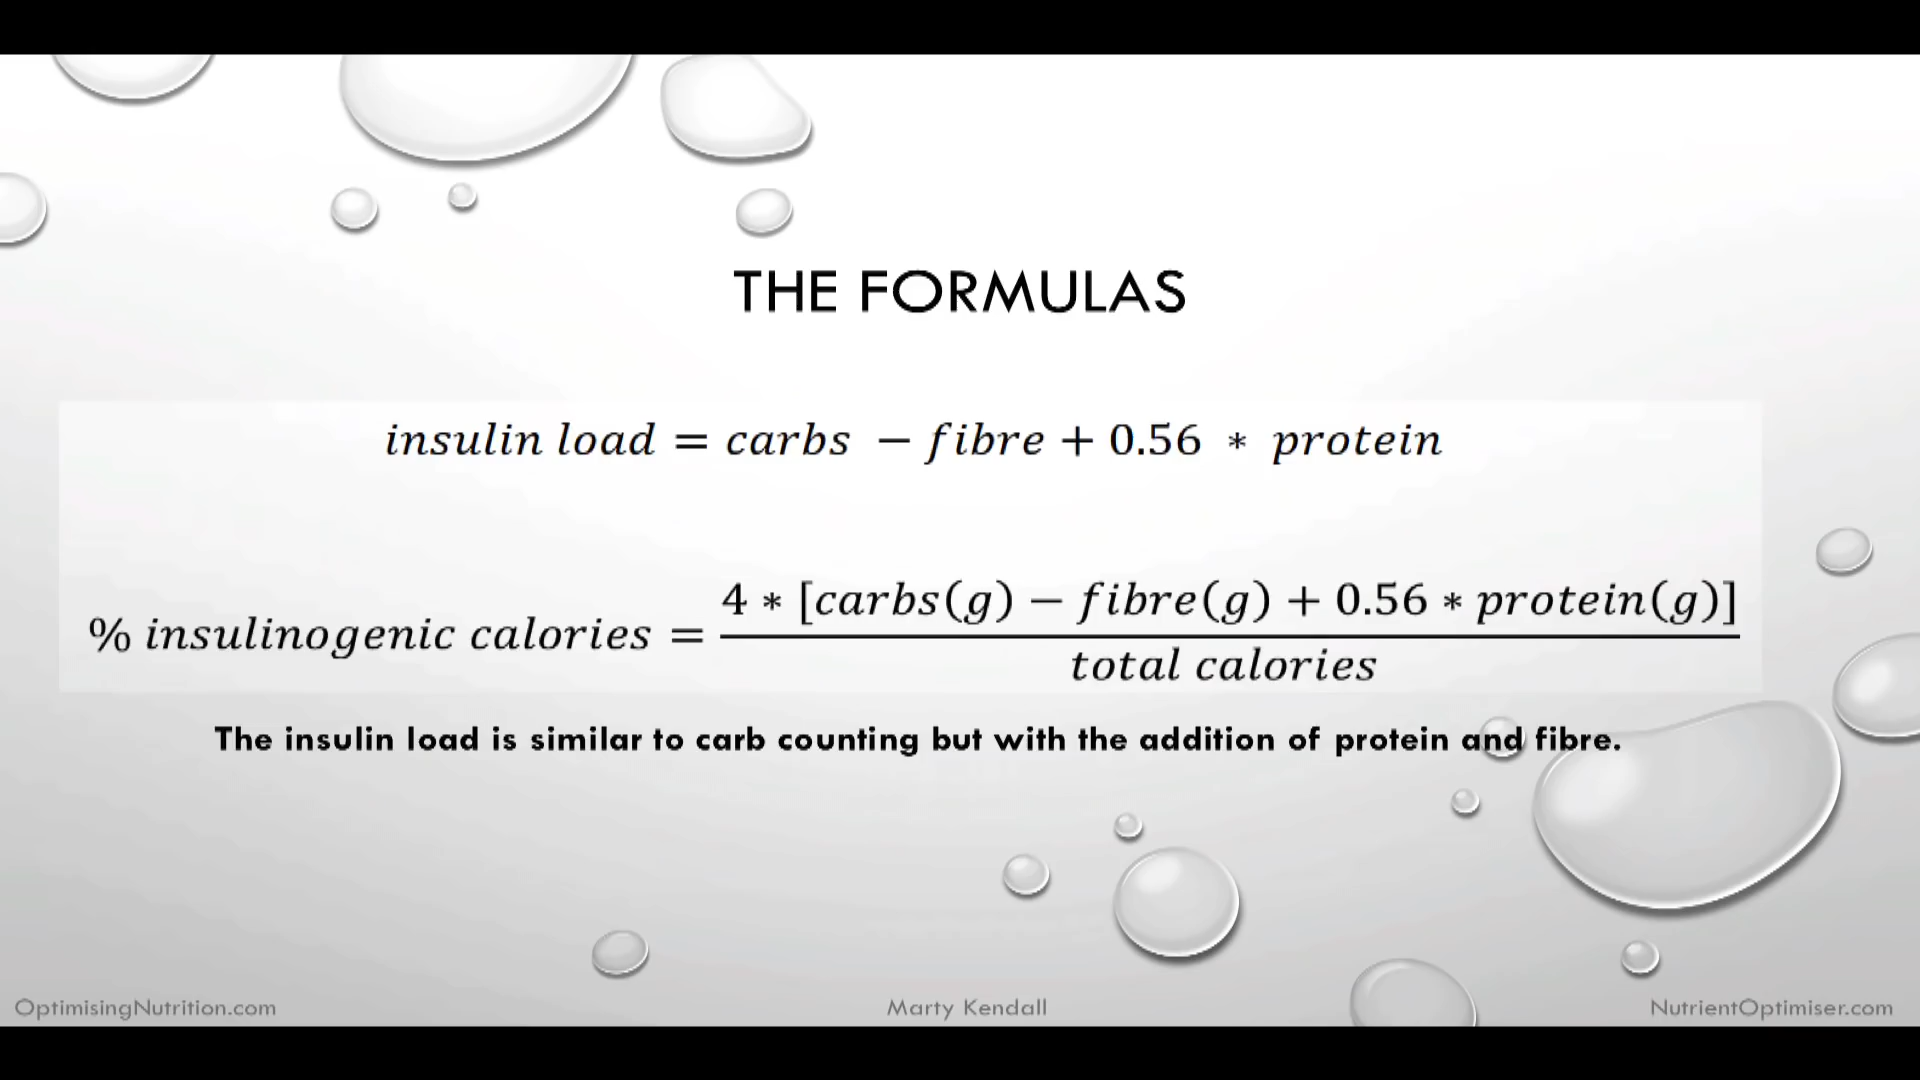 THE FORMULAS
insulin load = carbs − fibre + 0.56 * protein
% insulinogenic calories = 4 * [carbs(g) − fibre(g) + 0.56 * protein(g)] / total calories
The insulin load is similar to carb counting but with the addition of protein and fibre.
OptimisingNutrition.com
Marty Kendall
NutrientOptimiser.com